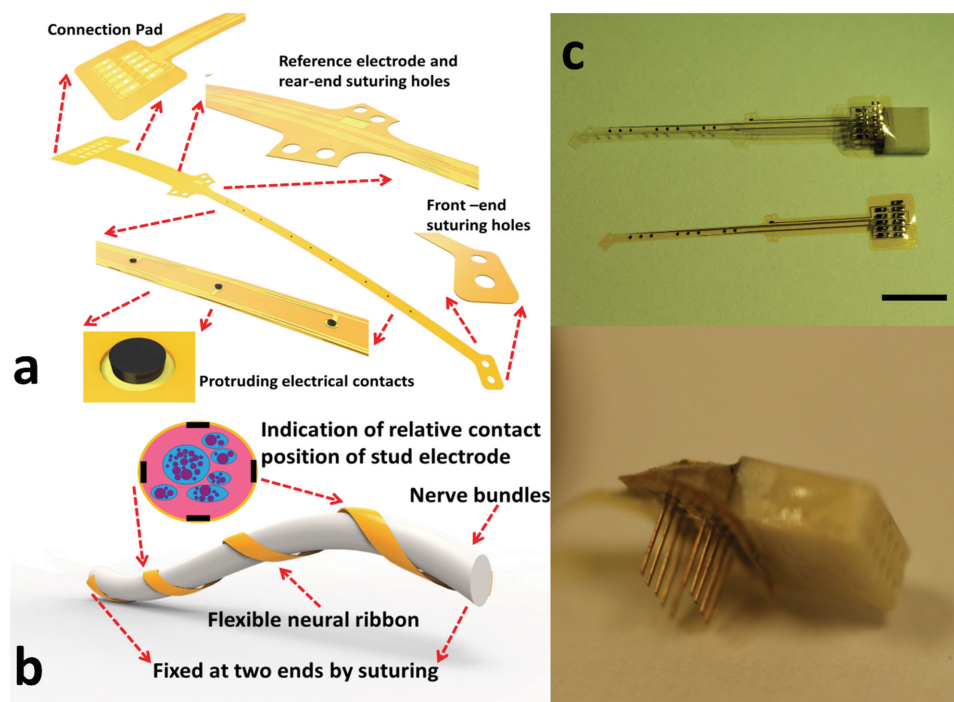 Connection Pad
Reference electrode and
rear-end suturing holes
Front –end
suturing holes
Protruding electrical contacts
a
Indication of relative contact
position of stud electrode
Nerve bundles
Flexible neural ribbon
Fixed at two ends by suturing
b
c